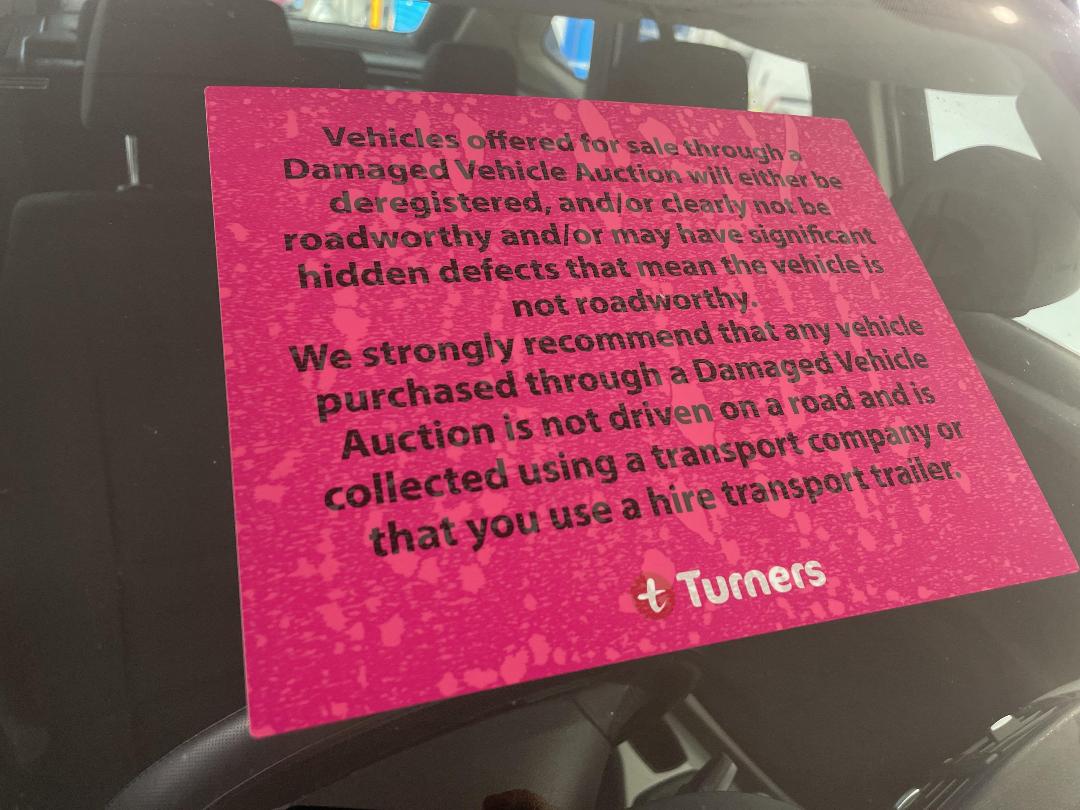 Vehicles offered for sale through a
Damaged Vehicle Auction will either be
deregistered, and/or clearly not be
roadworthy and/or may have significant
hidden defects that mean the vehicle is
not roadworthy.
We strongly recommend that any vehicle
purchased through a Damaged Vehicle
Auction is not driven on a road and is
collected using a transport company or
that you use a hire transport trailer.
t Turners